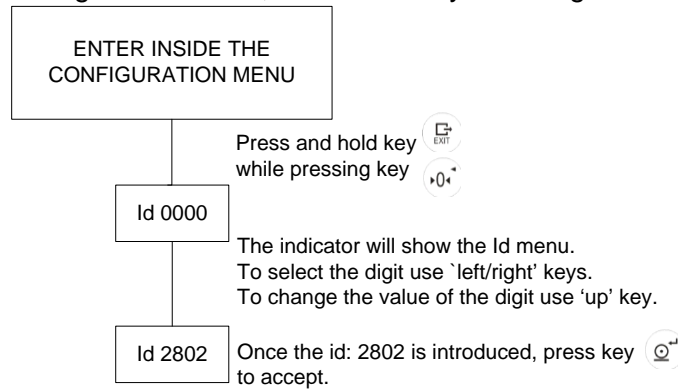 ENTER INSIDE THE
CONFIGURATION MENU
Press and hold key EXIT
while pressing key 0
Id 0000
The indicator will show the Id menu.
To select the digit use `left/right' keys.
To change the value of the digit use ‘up’ key.
Id 2802
Once the id: 2802 is introduced, press key
to accept.